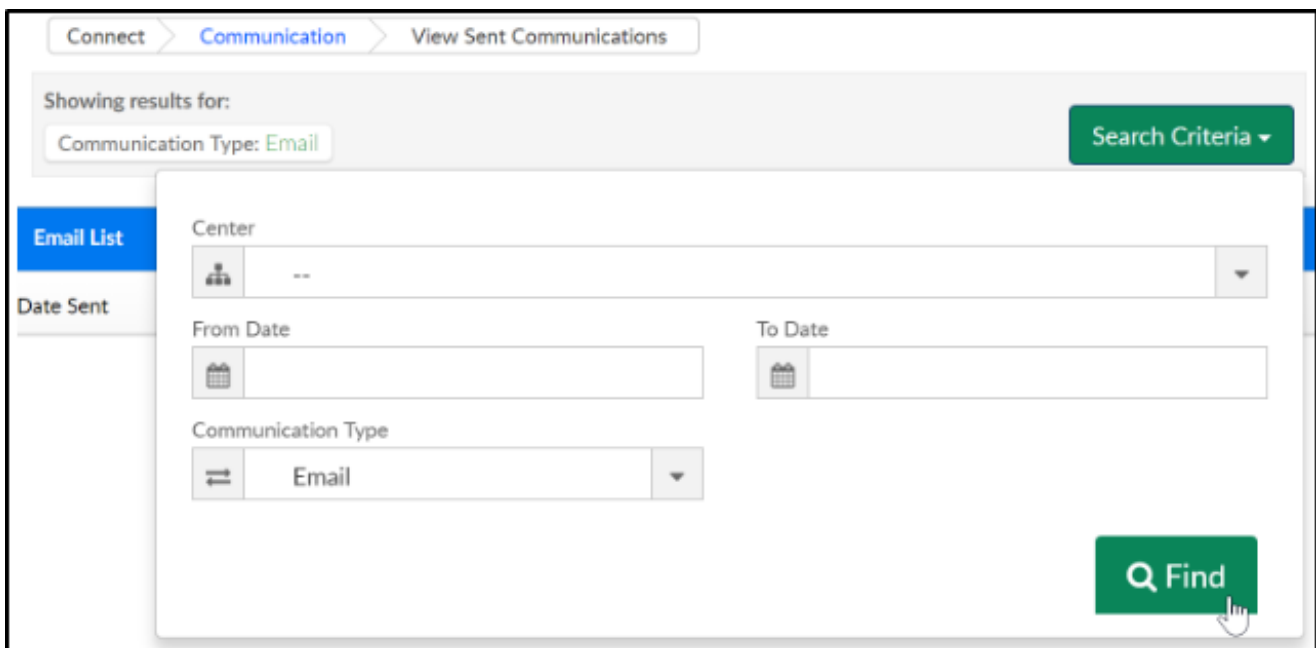 Connect Communication View Sent Communications
Showing results for:
Communication Type: Email
Search Criteria
Email List
Date Sent
Center
--
From Date To Date
Communication Type
Email
Find